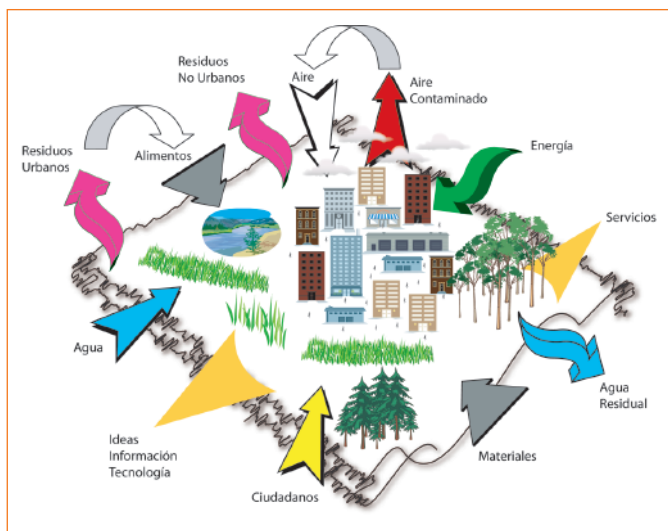 Residuos
No Urbanos
Aire
Aire
Contaminado
Residuos
Urbanos
Alimentos
Energía
Servicios
Agua
Agua
Residual
Ideas
Información
Tecnología
Materiales
Ciudadanos